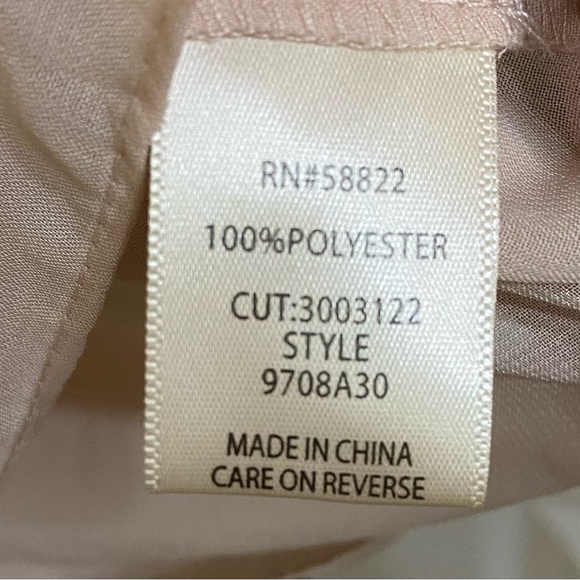 RN#58822
100%POLYESTER
CUT:3003122
STYLE
9708A30
MADE IN CHINA
CARE ON REVERSE